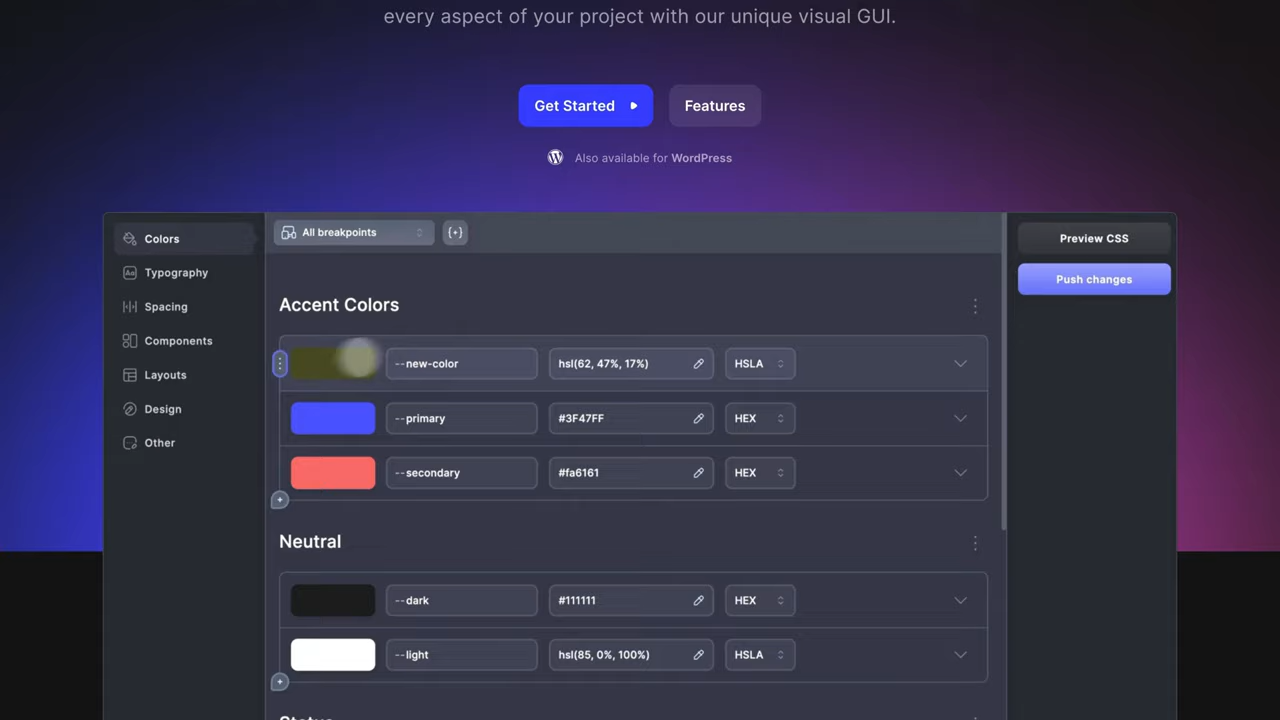 every aspect of your project with our unique visual GUI.
Get Started
Features
Also available for WordPress
Colors
Typography
Spacing
Components
Layouts
Design
Other
All breakpoints
{+}
Preview CSS
Push changes
Accent Colors
--new-color
hsl(62, 47%, 17%)
HSLA
--primary
#3F47FF
HEX
--secondary
#fa6161
HEX
Neutral
--dark
#111111
HEX
--light
hsl(85, 0%, 100%)
HSLA